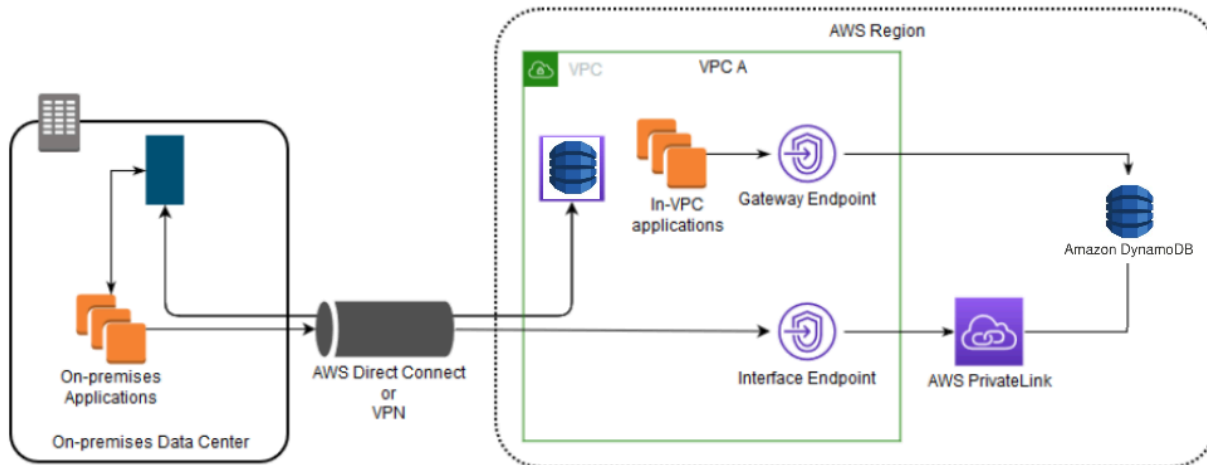 AWS Region
VPC
VPC A
In-VPC
applications
Gateway Endpoint
Amazon DynamoDB
On-premises
Applications
On-premises Data Center
AWS Direct Connect
or
VPN
Interface Endpoint
AWS PrivateLink